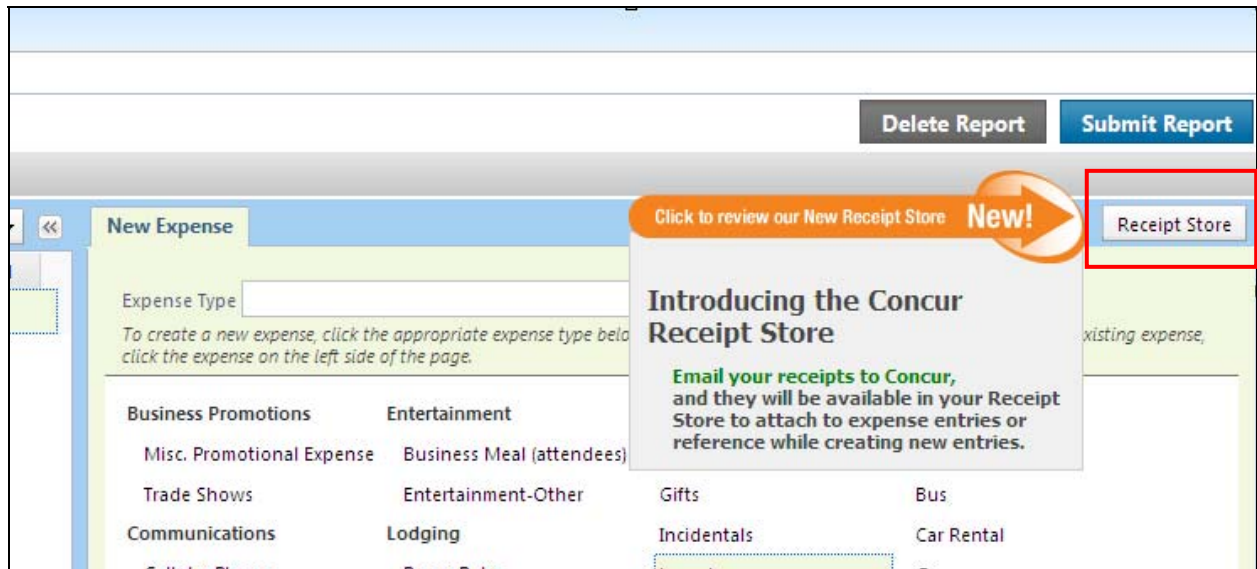 Delete Report
Submit Report
Click to review our New Receipt Store New!
Receipt Store
New Expense
Introducing the Concur
Receipt Store
Email your receipts to Concur,
and they will be available in your Receipt
Store to attach to expense entries or
reference while creating new entries.
Expense Type
To create a new expense, click the appropriate expense type xisting expense,
click the expense on the left side of the page.
Business Promotions Entertainment
Misc. Promotional Expense Business Meal (attendees)
Trade Shows Entertainment-Other Gifts Bus
Communications Lodging Incidentals Car Rental